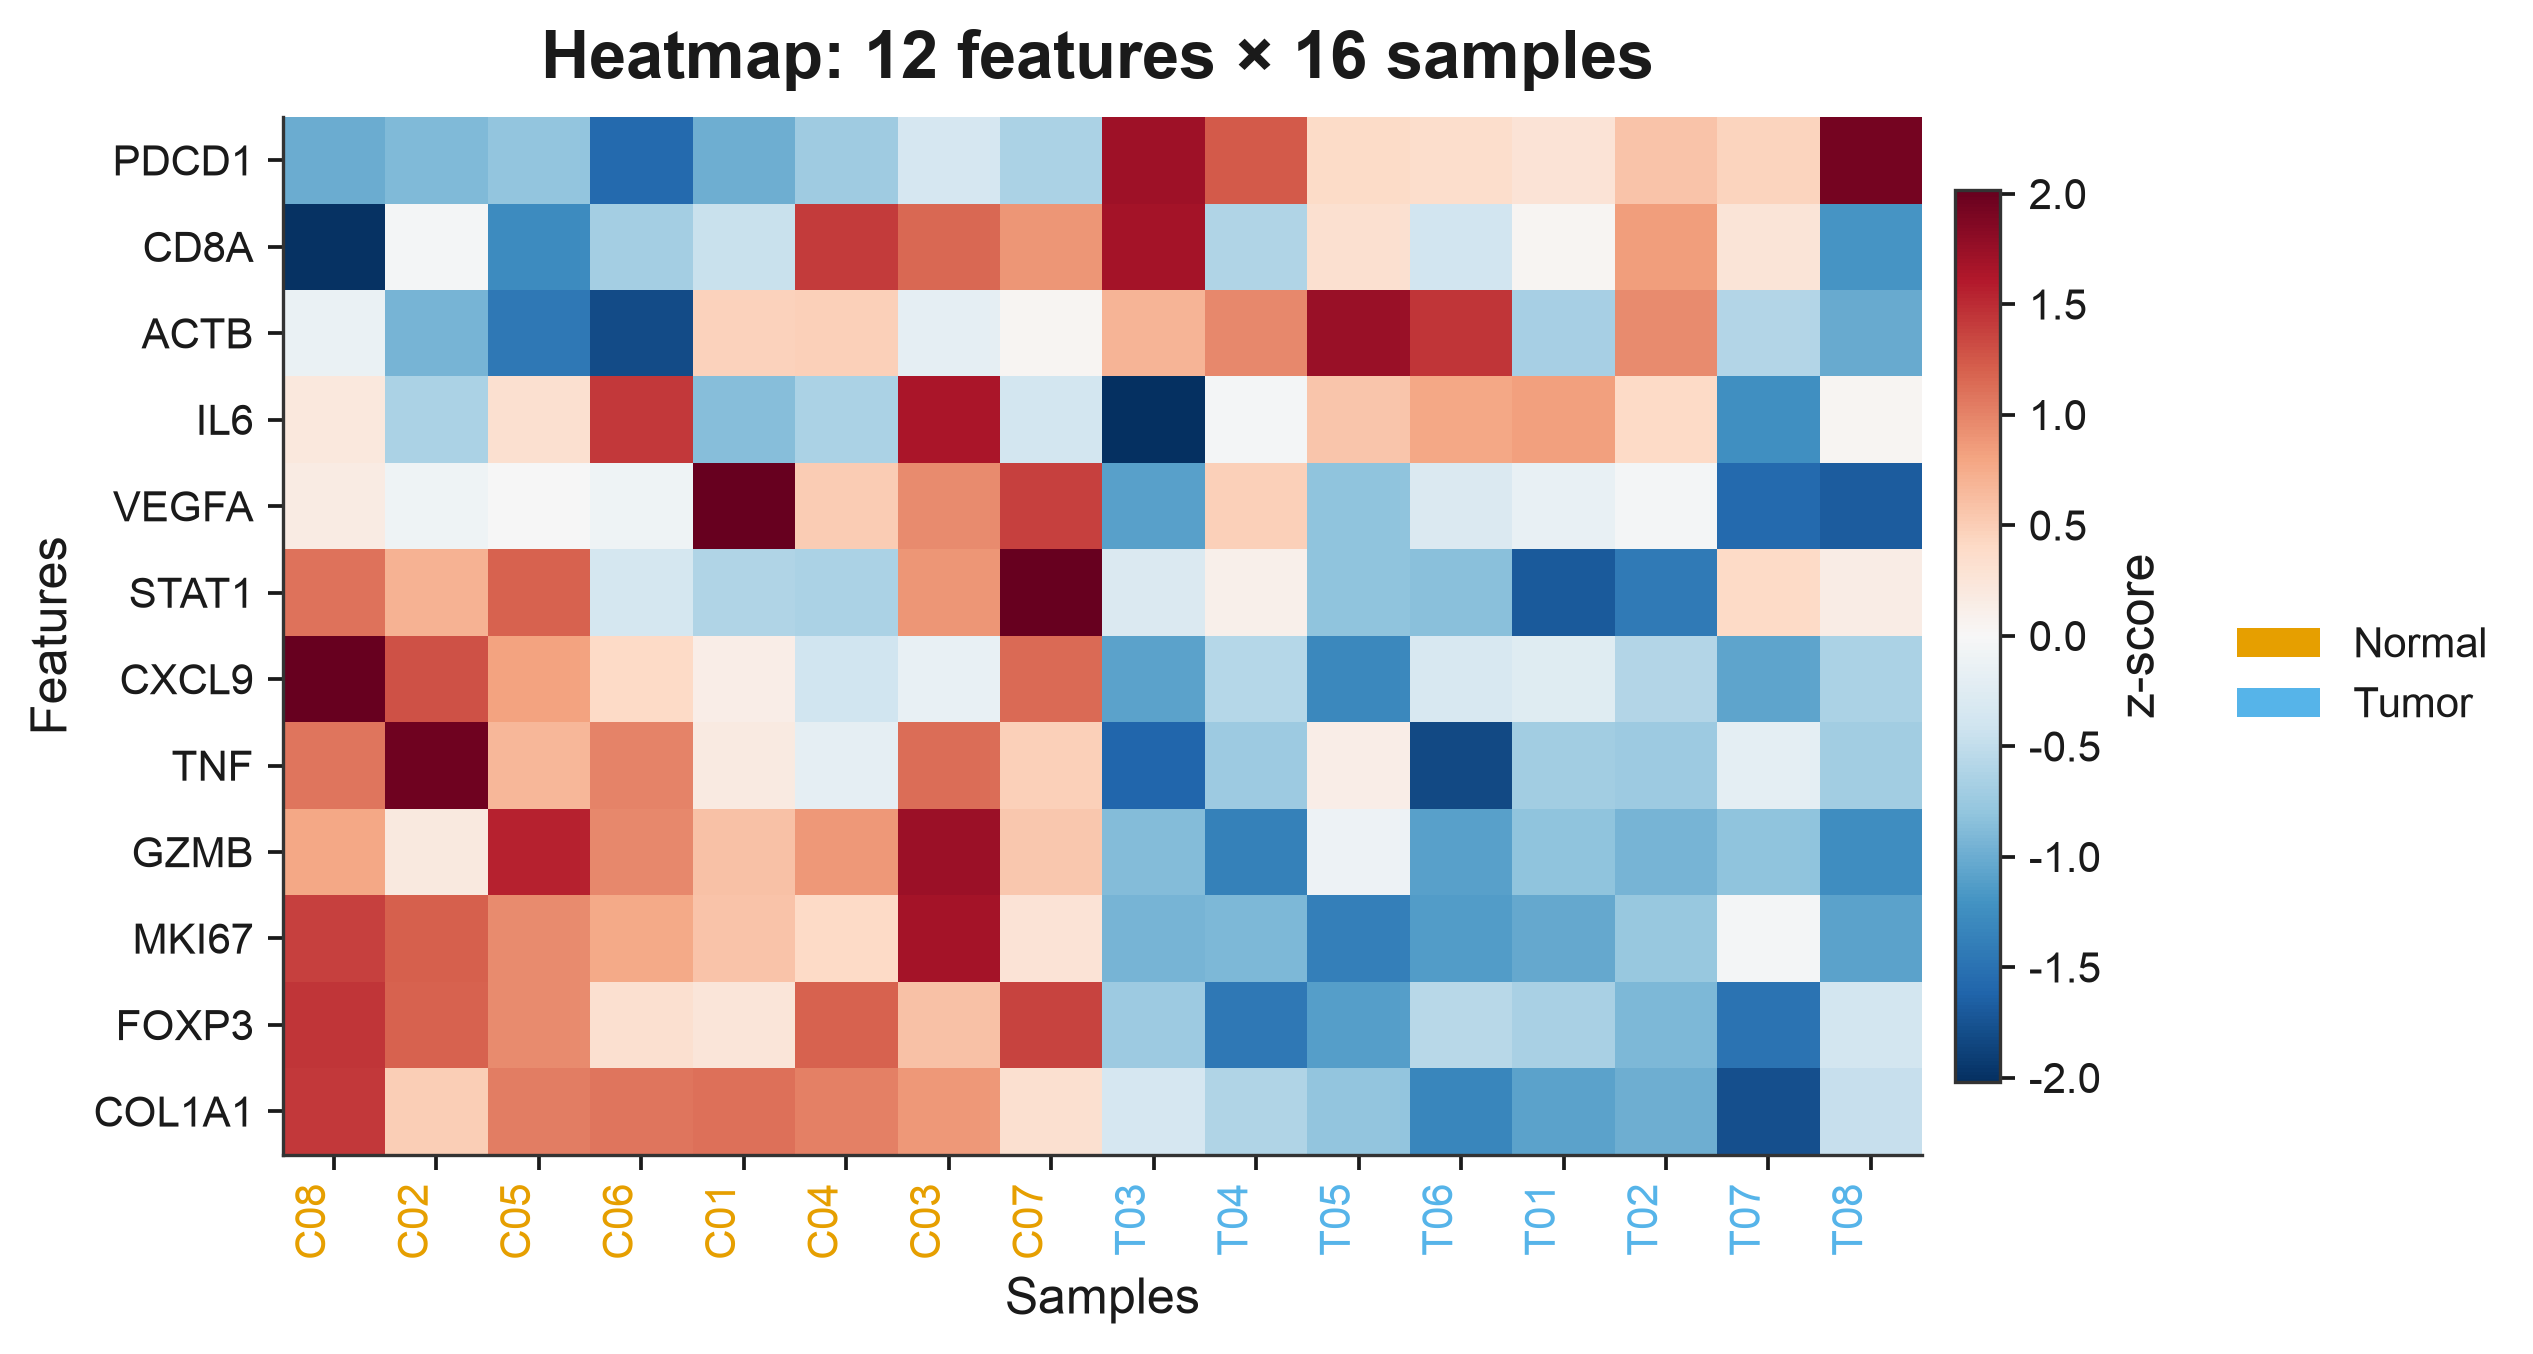 Heatmap: 12 features × 16 samples
Features
PDCD1
CD8A
ACTB
IL6
VEGFA
STAT1
CXCL9
TNF
GZMB
MKI67
FOXP3
COL1A1
C08 C02 C05 C06 C01 C04 C03 C07 T03 T04 T05 T06 T01 T02 T07 T08
Samples
2.0
1.5
1.0
0.5
0.0
-0.5
-1.0
-1.5
-2.0
z-score
Normal
Tumor